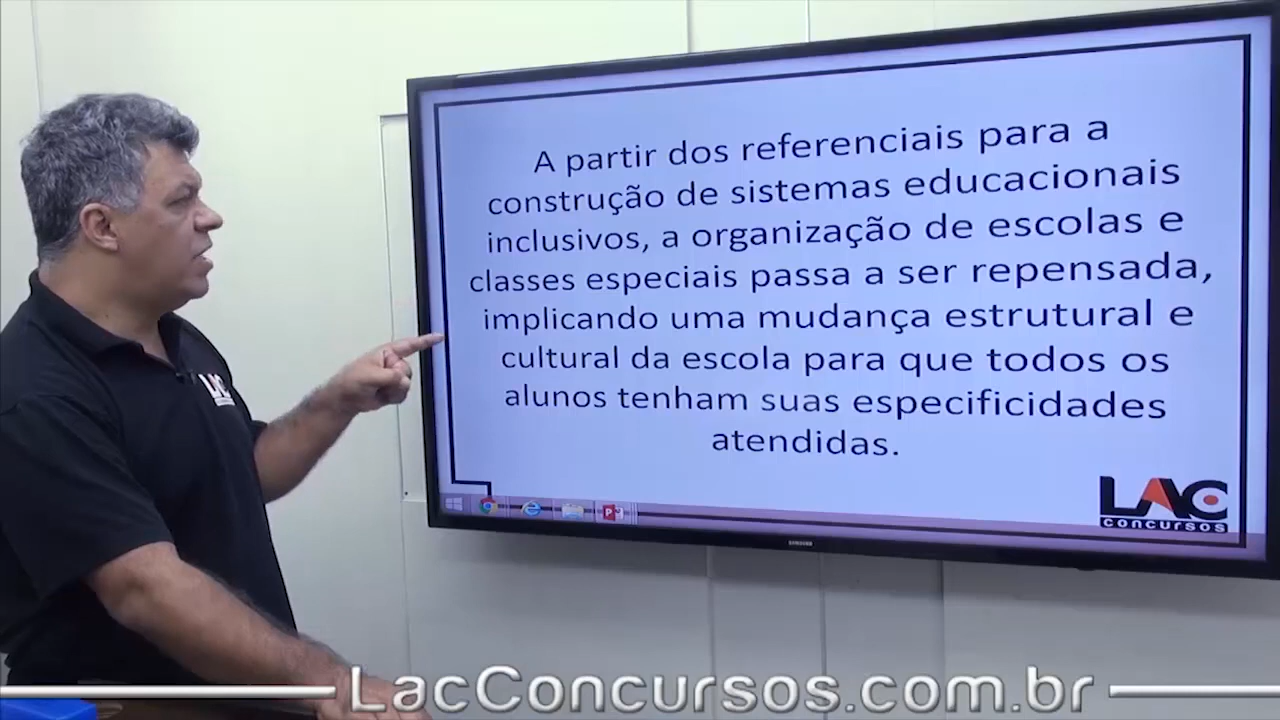 A partir dos referenciais para a
construção de sistemas educacionais
inclusivos, a organização de escolas e
classes especiais passa a ser repensada,
implicando uma mudança estrutural e
cultural da escola para que todos os
alunos tenham suas especificidades
atendidas.
LAC
LAC
CONCURSOS
SAMSUNG
LacConcursos.com.br